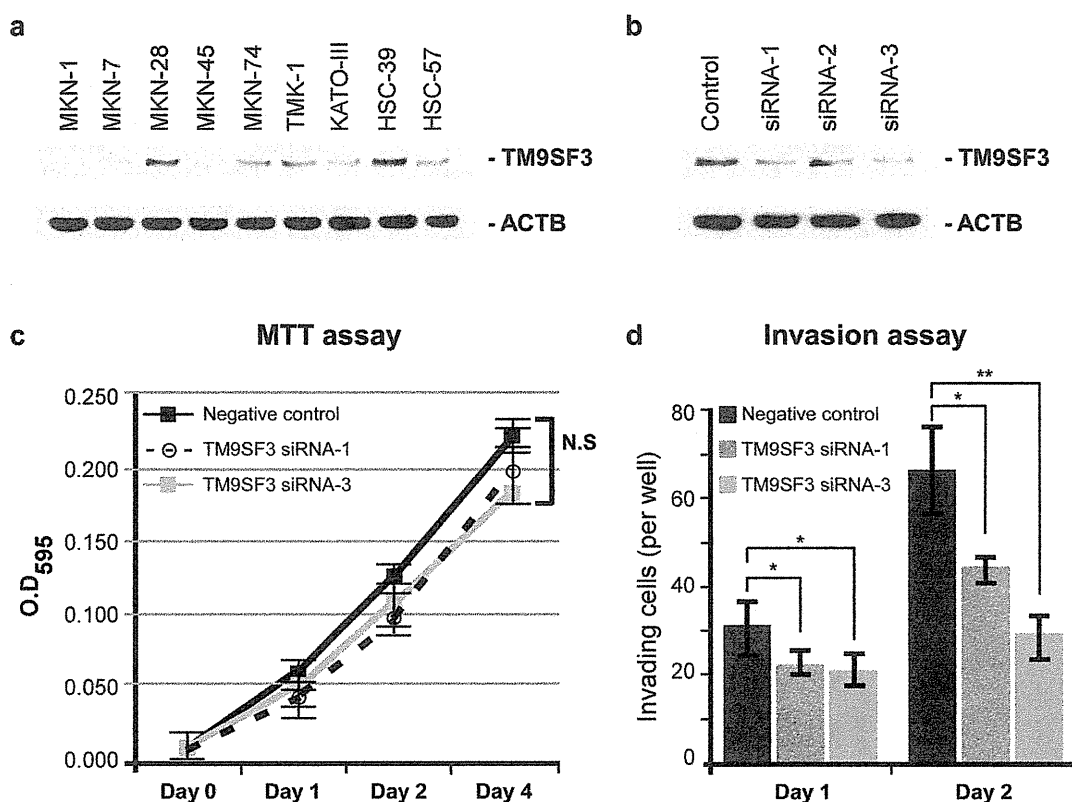 a
MKN-1
MKN-7
MKN-28
MKN-45
MKN-74
TMK-1
KATO-III
HSC-39
HSC-57
- TM9SF3
- ACTB
b
Control
siRNA-1
siRNA-2
siRNA-3
- TM9SF3
- ACTB
c
MTT assay
O.D595
0.250
0.200
0.150
0.100
0.050
0.000
Negative control
TM9SF3 siRNA-1
TM9SF3 siRNA-3
N.S
Day 0
Day 1
Day 2
Day 4
d
Invasion assay
Invading cells (per well)
80
60
40
20
0
Negative control
TM9SF3 siRNA-1
TM9SF3 siRNA-3
*
*
*
**
Day 1
Day 2